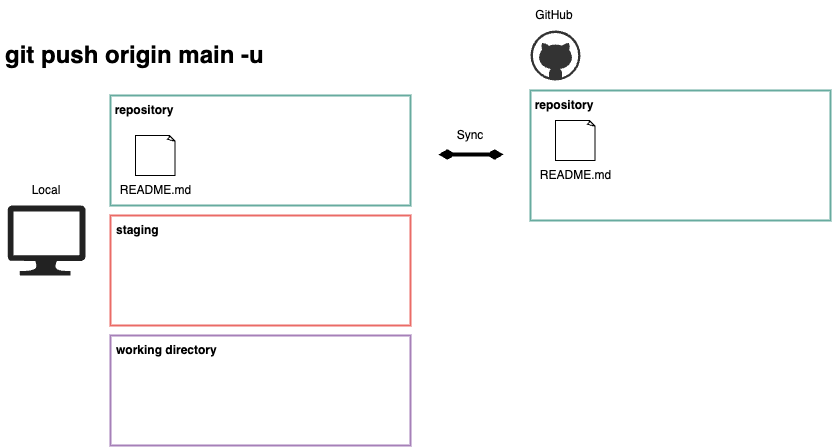 GitHub
git push origin main -u
repository
README.md
Sync
repository
README.md
Local
staging
working directory